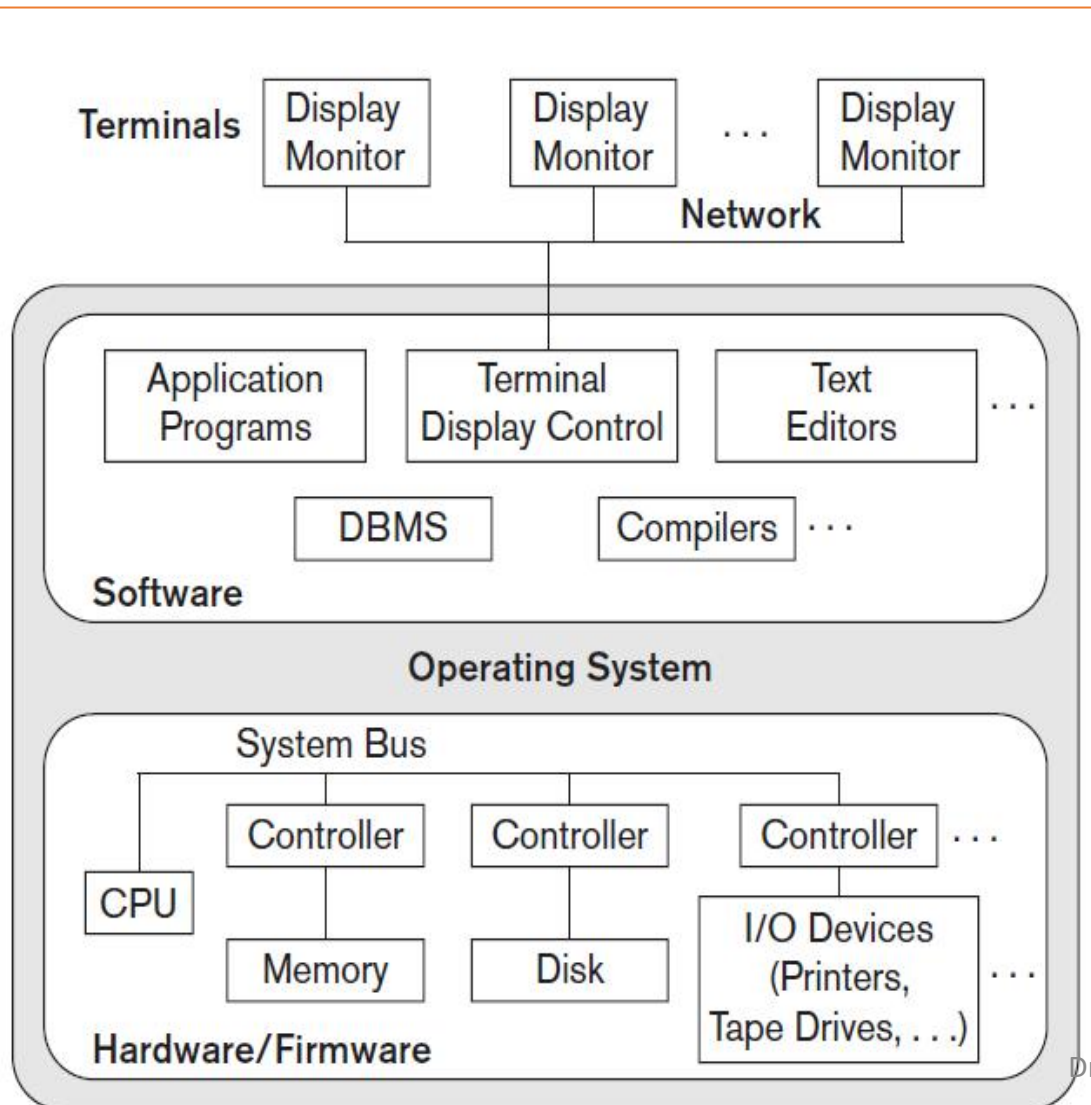 Terminals
Display
Monitor
Display
Monitor
. . .
Display
Monitor
Network
Application
Programs
Terminal
Display Control
Text
Editors
. . .
DBMS
Compilers
. . .
Software
Operating System
System Bus
Controller
Controller
Controller
. . .
CPU
Memory
Disk
I/O Devices
(Printers,
Tape Drives, . . .)
. . .
Hardware/Firmware